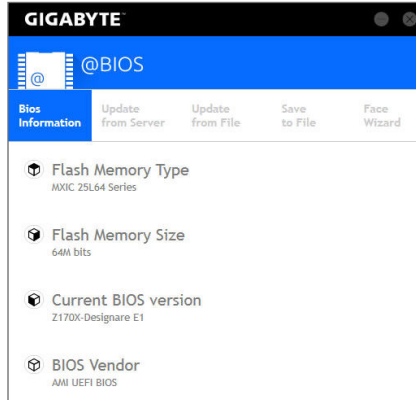 GIGABYTE™
@BIOS
@
Bios Information
Update from Server
Update from File
Save to File
Face Wizard
Flash Memory Type
MXIC 25L64 Series
Flash Memory Size
64M bits
Current BIOS version
Z170X-Designare E1
BIOS Vendor
AMI UEFI BIOS